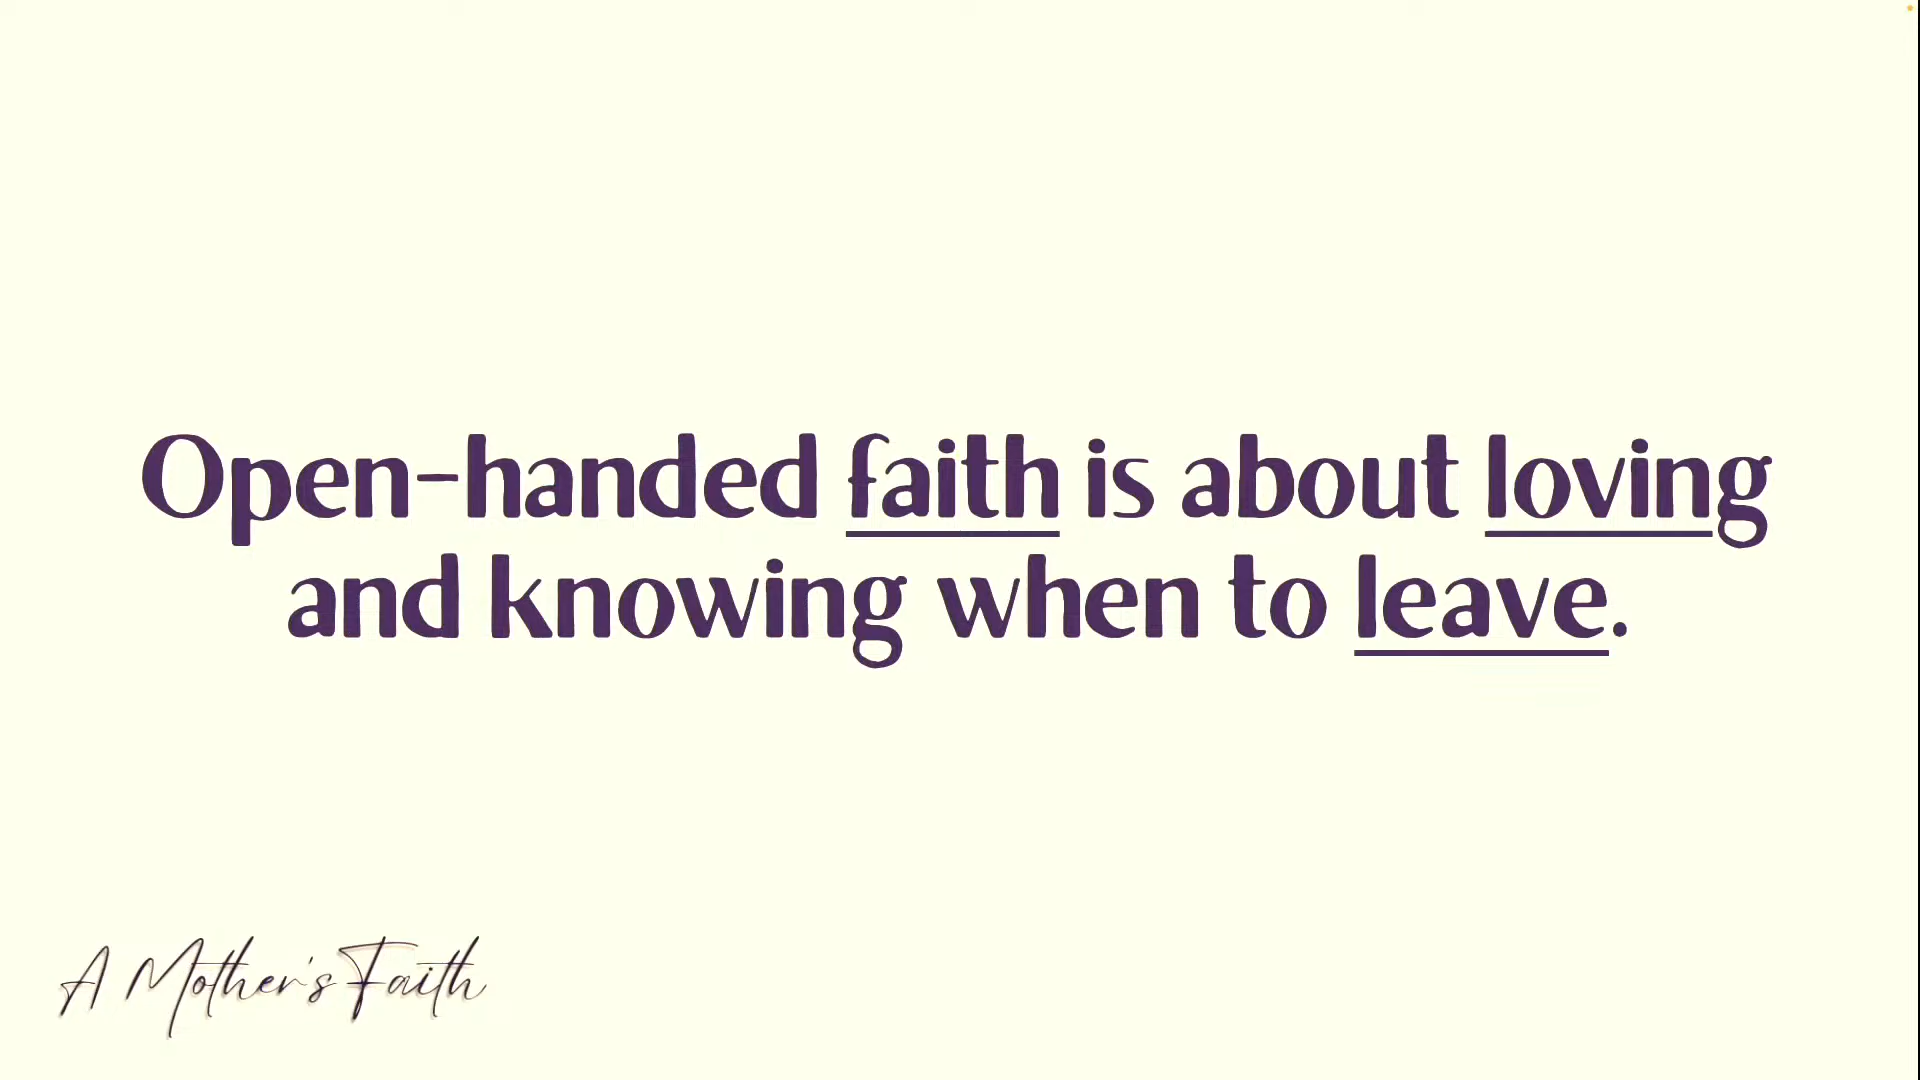 Open-handed faith is about loving
and knowing when to leave.
A Mother's Faith